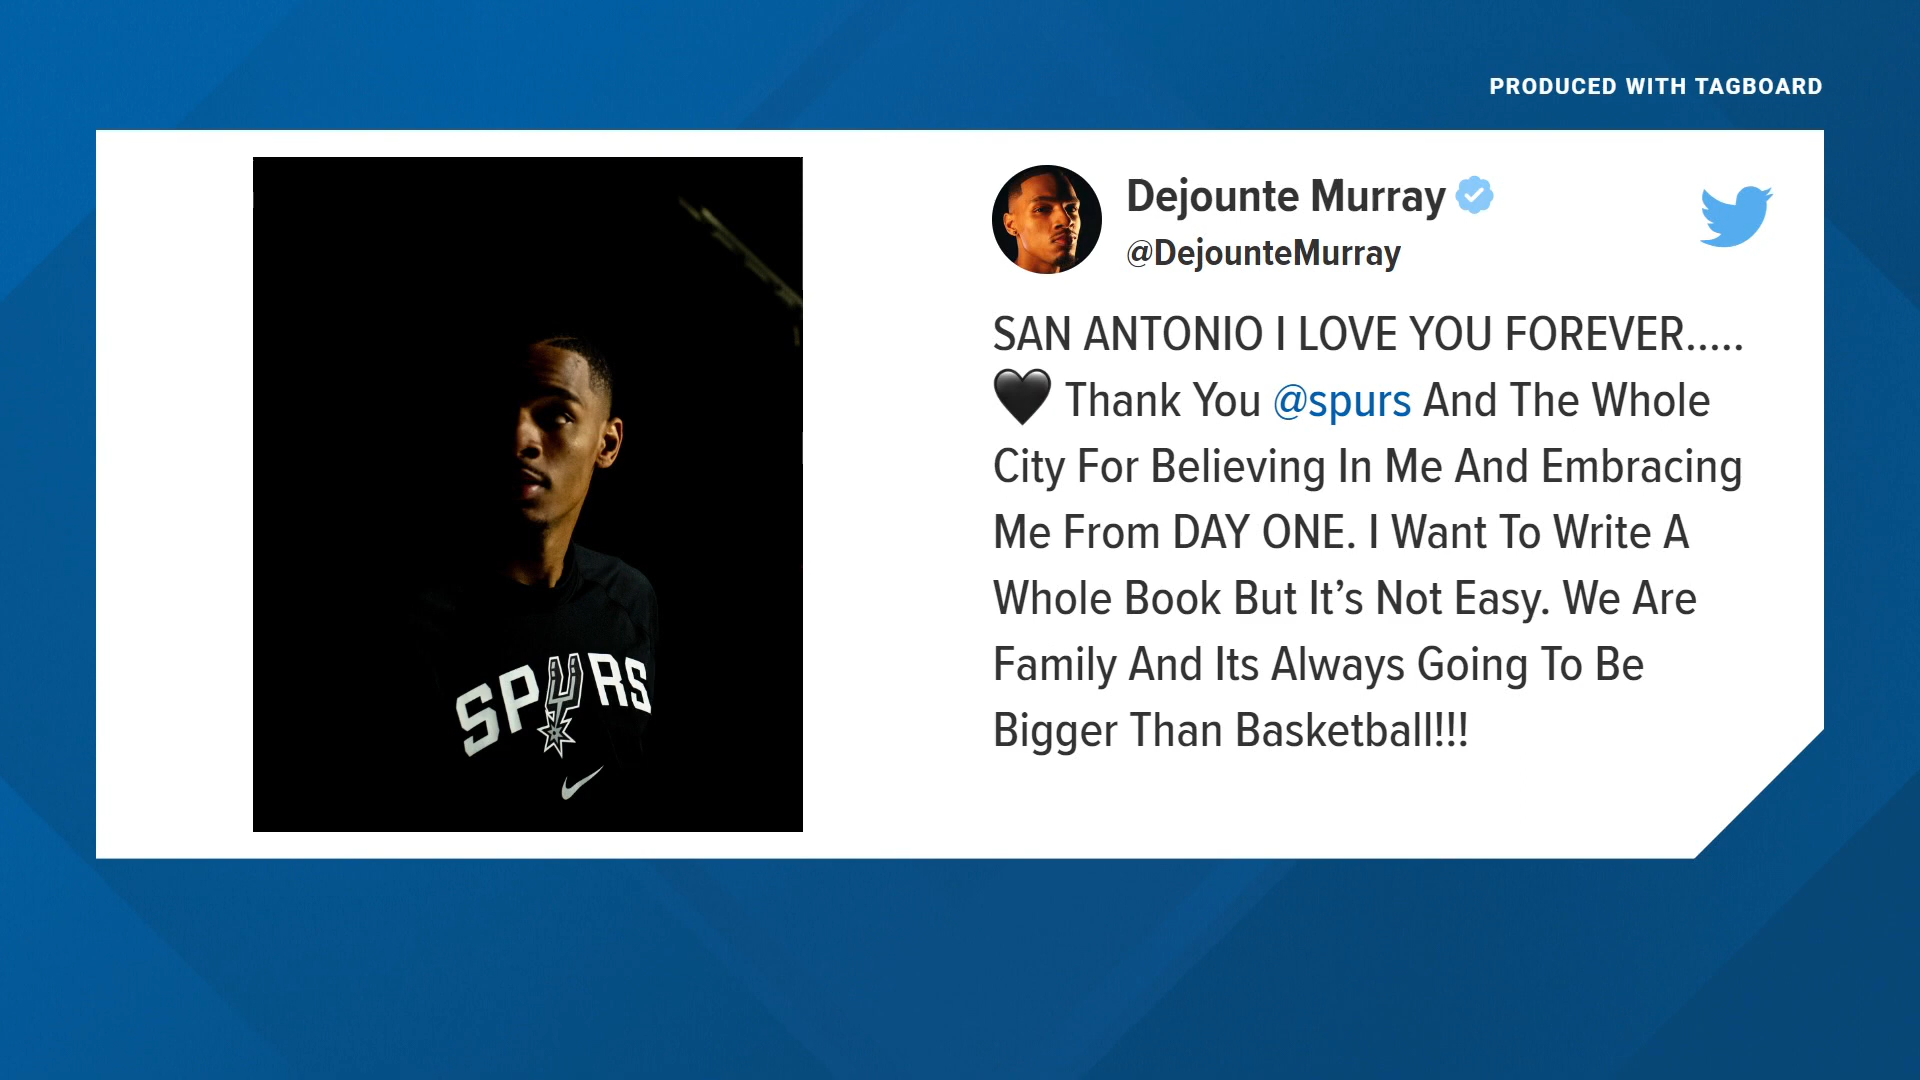 PRODUCED WITH TAGBOARD
Dejounte Murray
@DejounteMurray
SAN ANTONIO I LOVE YOU FOREVER.....
🖤 Thank You @spurs And The Whole
City For Believing In Me And Embracing
Me From DAY ONE. I Want To Write A
Whole Book But It’s Not Easy. We Are
Family And Its Always Going To Be
Bigger Than Basketball!!!
SPURS